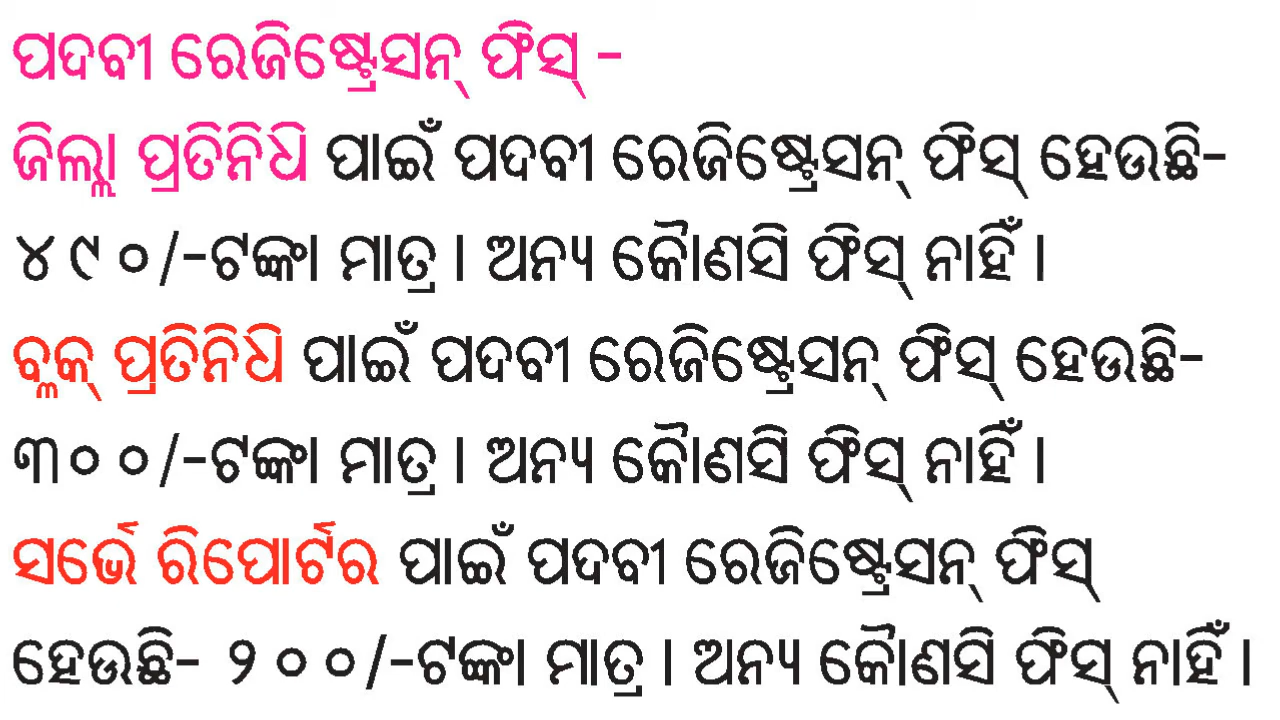 ପଦବୀ ରେଜିଷ୍ଟ୍ରେସନ୍ ଫିସ୍ -
ଜିଲ୍ଲା ପ୍ରତିନିଧି ପାଇଁ ପଦବୀ ରେଜିଷ୍ଟ୍ରେସନ୍ ଫିସ୍ ହେଉଛି-
୪୯୦/-ଟଙ୍କା ମାତ୍ର । ଅନ୍ୟ କୌଣସି ଫିସ୍ ନାହିଁ ।
ବ୍ଳକ୍ ପ୍ରତିନିଧି ପାଇଁ ପଦବୀ ରେଜିଷ୍ଟ୍ରେସନ୍ ଫିସ୍ ହେଉଛି-
୩୦୦/-ଟଙ୍କା ମାତ୍ର । ଅନ୍ୟ କୌଣସି ଫିସ୍ ନାହିଁ ।
ସର୍ଭେ ରିପୋର୍ଟର ପାଇଁ ପଦବୀ ରେଜିଷ୍ଟ୍ରେସନ୍ ଫିସ୍
ହେଉଛି- ୨୦୦/-ଟଙ୍କା ମାତ୍ର । ଅନ୍ୟ କୌଣସି ଫିସ୍ ନାହିଁ ।